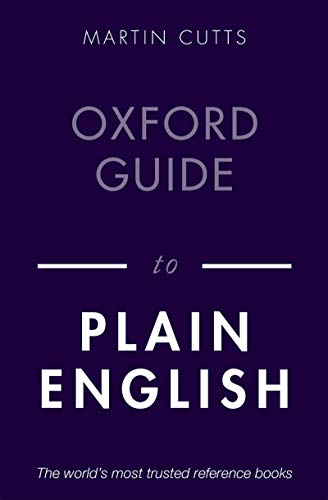 MARTIN CUTTS
OXFORD
GUIDE
to
PLAIN
ENGLISH
The world's most trusted reference books